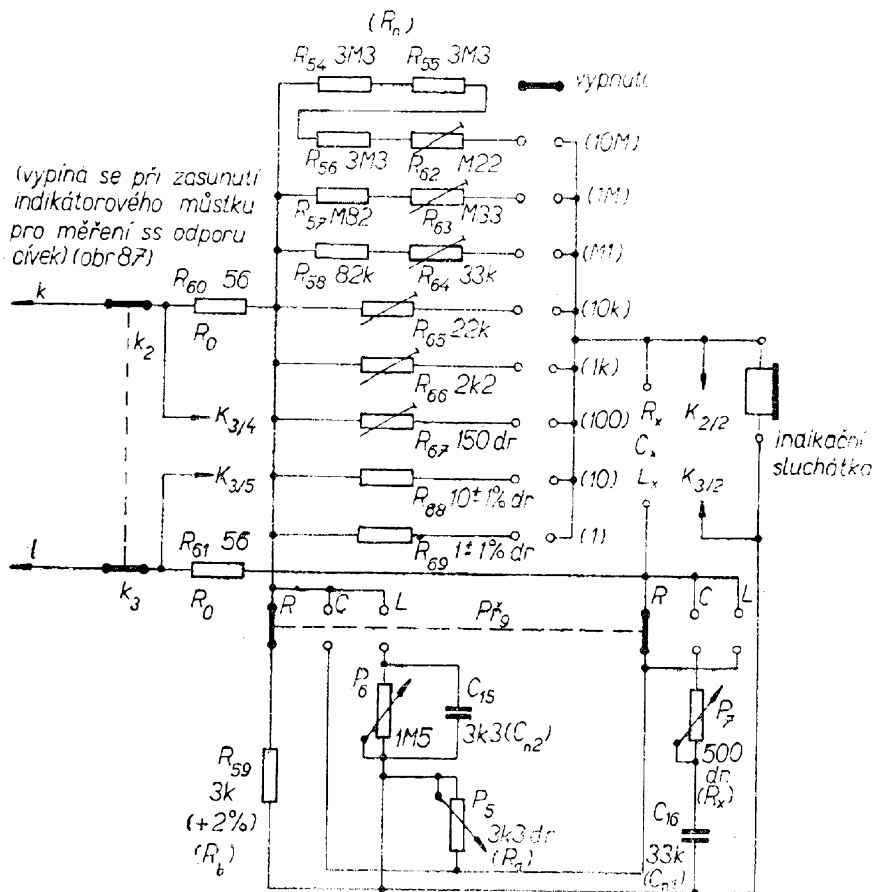 (Rn)
R54 3M3 R55 3M3
vypnutí
R56 3M3 R62 M22 (10M)
(vypíná se při zasunutí
indikátorového můstku
pro měření ss odporu
cívek) (obr 87)
R57 M82 R63 M33 (1M)
R58 82k R64 33k (M1)
R60 56
k
R0
k2
R65 22k (10k)
R66 2k2 (1k)
K3/4
R67 150 dr (100)
Rx
Cx
Lx
K2/2
K3/2
indikační
sluchátka
K3/5
R68 10±1% dr (10)
R69 1±1% dr (1)
R61 56
l
R0
k3
R C L
Př9
R C L
P6
1M5
C15
3k3 (Cn2)
P7
500
dr
(Rx)
R59
3k
(+2%)
(Rb)
P5
3k3 dr
C16
33k
(Cn1)